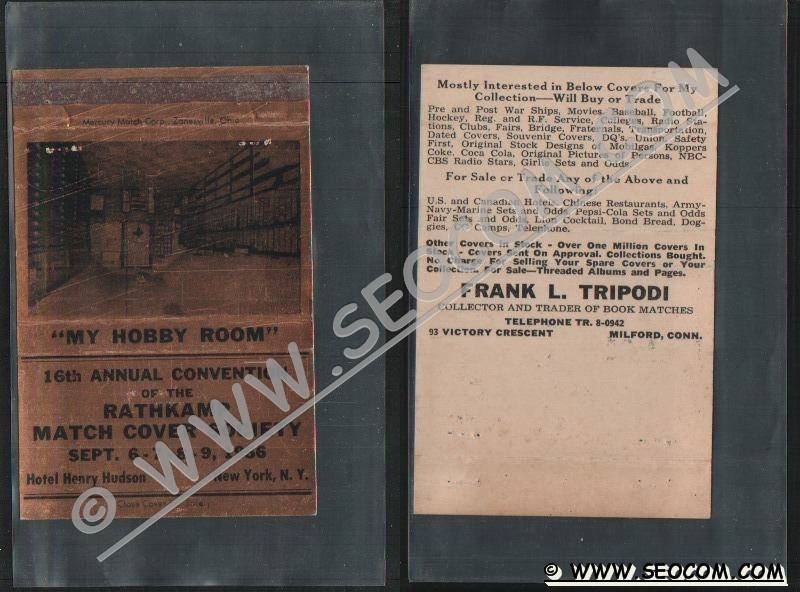 Mercury Match Corp., Zanesville, Ohio
"MY HOBBY ROOM"
16th ANNUAL CONVENTION
OF THE
RATHKAMP
MATCH COVER SOCIETY
SEPT. 6 - 7 - 8 - 9, 1956
Hotel Henry Hudson New York, N. Y.
Close Cover
Mostly Interested in Below Covers For My
Collection—Will Buy or Trade
Pre and Post War Ships, Movies, Baseball, Football,
Hockey, Reg. and R.F. Service, Colleges, Radio Sta-
tions, Clubs, Fairs, Bridge, Fraternals, Transportation,
Dated Covers, Souvenir Covers, DQ's, Union, Safety
First, Original Stock Designs of Mobilgas, Koppers
Coke, Coca Cola, Original Pictures of Persons, NBC-
CBS Radio Stars, Girlie Sets and Odds.
For Sale or Trade Any of the Above and
Following:
U.S. and Canadian Hotels, Chinese Restaurants, Army-
Navy-Marine Sets and Odds, Pepsi-Cola Sets and Odds
Fair Sets and Odds, Lion Cocktail, Bond Bread, Dog-
gies, CC Camps, Telephone.
Other Covers in Stock - Over One Million Covers In
Stock - Covers Sent On Approval. Collections Bought.
No Charge For Selling Your Spare Covers or Your
Collection. For Sale—Threaded Albums and Pages.
FRANK L. TRIPODI
COLLECTOR AND TRADER OF BOOK MATCHES
TELEPHONE TR. 8-0942
93 VICTORY CRESCENT MILFORD, CONN.
© WWW.SEOCOM.COM
© WWW.SEOCOM.COM